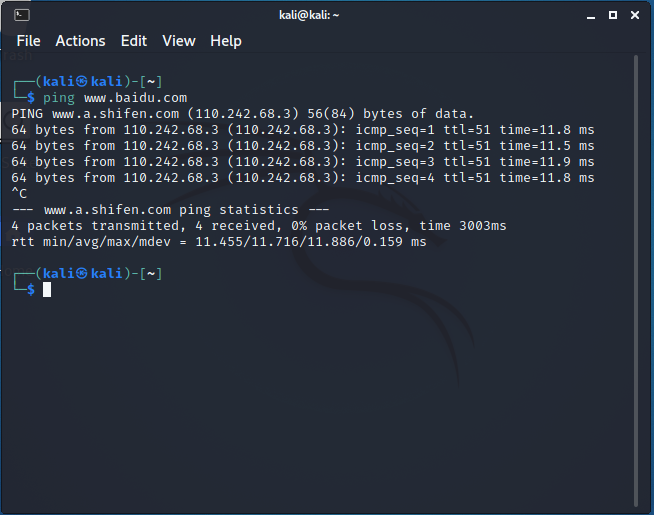 kali@kali: ~
File Actions Edit View Help
┌──(kali㉿kali)-[~]
└─$ ping www.baidu.com
PING www.a.shifen.com (110.242.68.3) 56(84) bytes of data.
64 bytes from 110.242.68.3 (110.242.68.3): icmp_seq=1 ttl=51 time=11.8 ms
64 bytes from 110.242.68.3 (110.242.68.3): icmp_seq=2 ttl=51 time=11.5 ms
64 bytes from 110.242.68.3 (110.242.68.3): icmp_seq=3 ttl=51 time=11.9 ms
64 bytes from 110.242.68.3 (110.242.68.3): icmp_seq=4 ttl=51 time=11.8 ms
^C
--- www.a.shifen.com ping statistics ---
4 packets transmitted, 4 received, 0% packet loss, time 3003ms
rtt min/avg/max/mdev = 11.455/11.716/11.886/0.159 ms
┌──(kali㉿kali)-[~]
└─$